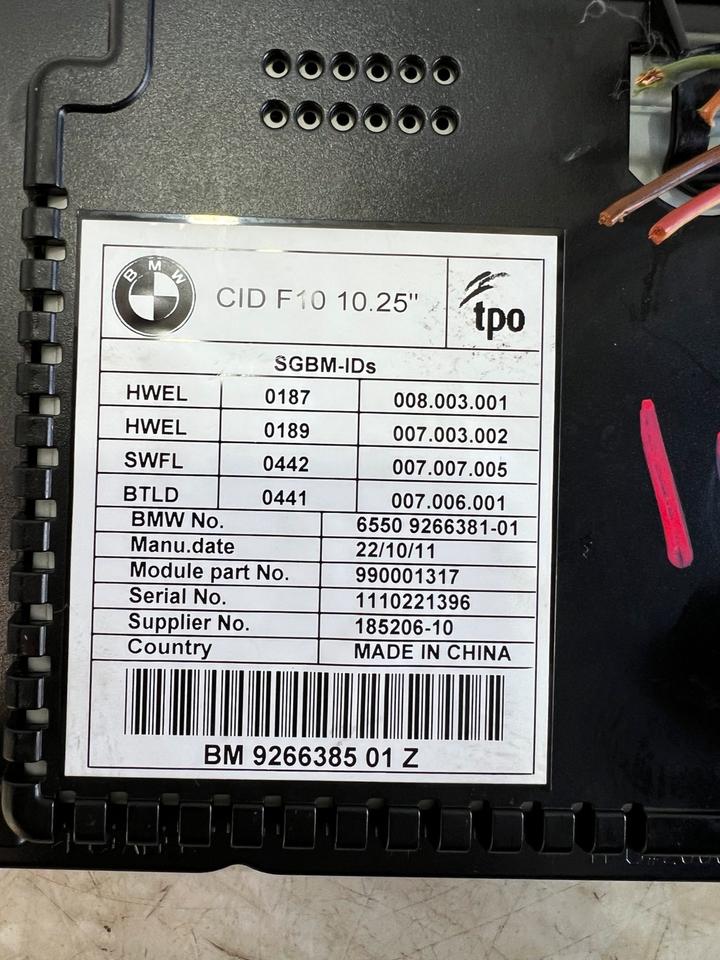 BMW
CID F10 10.25"
tpo
SGBM-IDs
HWEL 0187 008.003.001
HWEL 0189 007.003.002
SWFL 0442 007.007.005
BTLD 0441 007.006.001
BMW No. 6550 9266381-01
Manu.date 22/10/11
Module part No. 990001317
Serial No. 1110221396
Supplier No. 185206-10
Country MADE IN CHINA
BM 9266385 01 Z